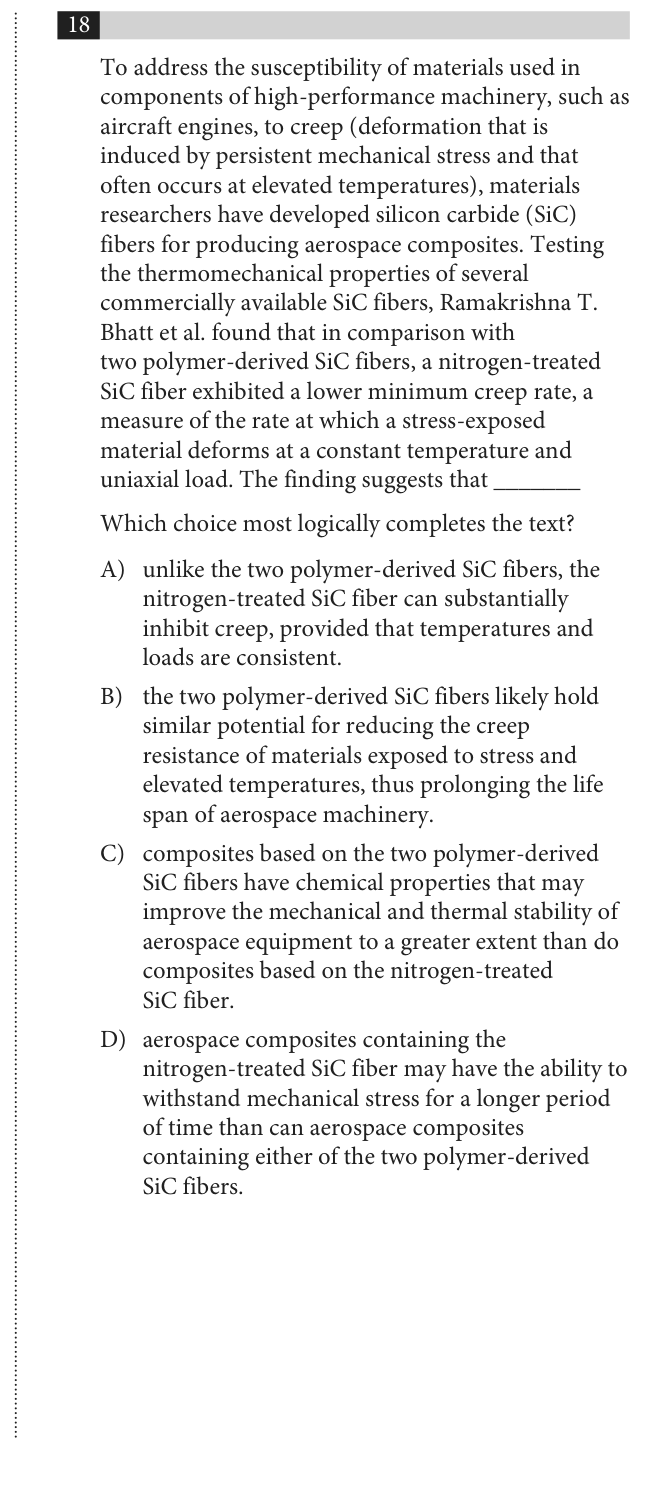 18
To address the susceptibility of materials used in
components of high-performance machinery, such as
aircraft engines, to creep (deformation that is
induced by persistent mechanical stress and that
often occurs at elevated temperatures), materials
researchers have developed silicon carbide (SiC)
fibers for producing aerospace composites. Testing
the thermomechanical properties of several
commercially available SiC fibers, Ramakrishna T.
Bhatt et al. found that in comparison with
two polymer-derived SiC fibers, a nitrogen-treated
SiC fiber exhibited a lower minimum creep rate, a
measure of the rate at which a stress-exposed
material deforms at a constant temperature and
uniaxial load. The finding suggests that _______
Which choice most logically completes the text?
A) unlike the two polymer-derived SiC fibers, the
nitrogen-treated SiC fiber can substantially
inhibit creep, provided that temperatures and
loads are consistent.
B) the two polymer-derived SiC fibers likely hold
similar potential for reducing the creep
resistance of materials exposed to stress and
elevated temperatures, thus prolonging the life
span of aerospace machinery.
C) composites based on the two polymer-derived
SiC fibers have chemical properties that may
improve the mechanical and thermal stability of
aerospace equipment to a greater extent than do
composites based on the nitrogen-treated
SiC fiber.
D) aerospace composites containing the
nitrogen-treated SiC fiber may have the ability to
withstand mechanical stress for a longer period
of time than can aerospace composites
containing either of the two polymer-derived
SiC fibers.